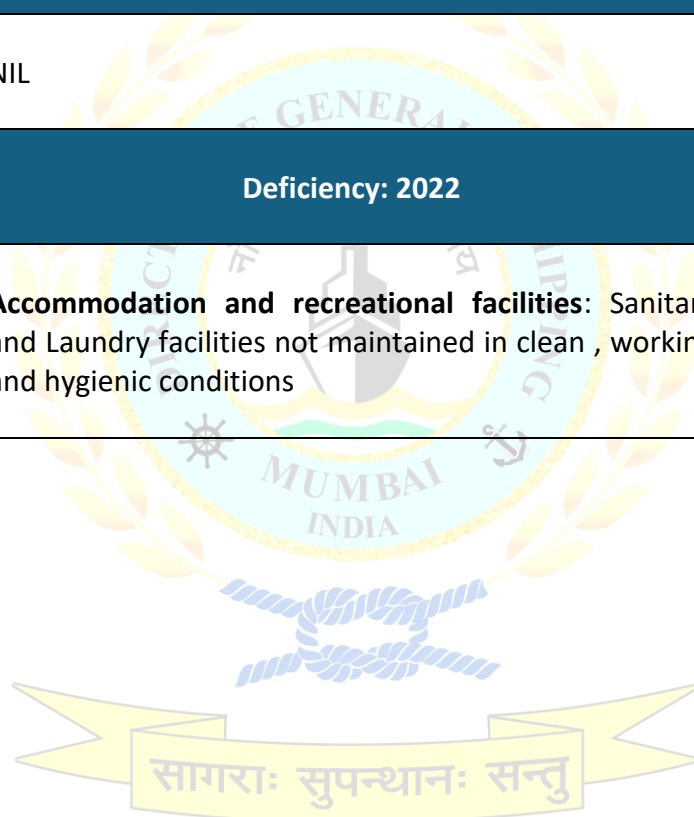 NIL
GENERAL
Deficiency: 2022
Accommodation and recreational facilities: Sanitar
and Laundry facilities not maintained in clean , workin
and hygienic conditions
MUMBAI
INDIA
सागराः सुपन्थानः सन्तु